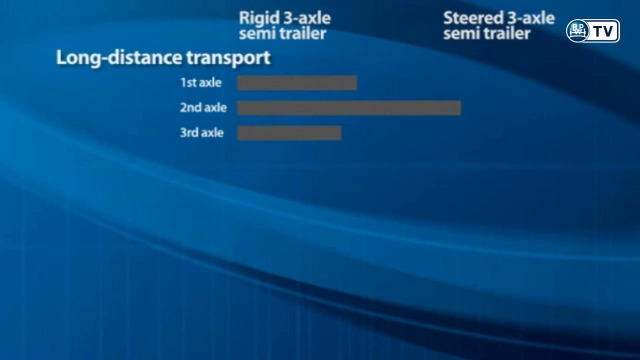 Rigid 3-axle
semi trailer
Steered 3-axle
semi trailer
BPW
TV
Long-distance transport
1st axle
2nd axle
3rd axle